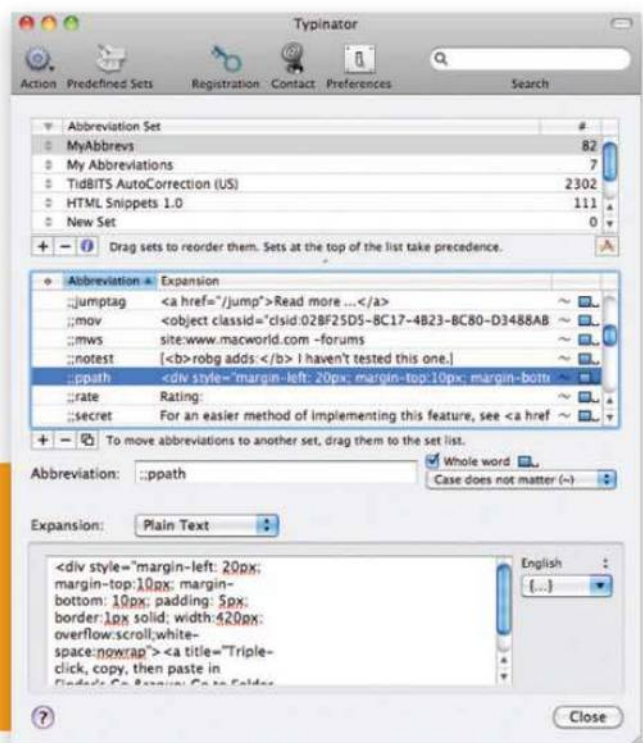 Typinator
Action Predefined Sets Registration Contact Preferences Search
Abbreviation Set #
MyAbbrevs 82
My Abbreviations 7
TidBITS AutoCorrection (US) 2302
HTML Snippets 1.0 111
New Set 0
+ − Drag sets to reorder them. Sets at the top of the list take precedence. A
Abbreviation Expansion
;;jumptag <a href="/jump">Read more ...</a> ~
;;mov <object classid="clsid:02BF25D5-8C17-4B23-BC80-D3488AB ~
;;mws site:www.macworld.com -forums ~
;;notest [<b>robg adds:</b> I haven't tested this one.] ~
;;ppath <div style="margin-left: 20px; margin-top:10px; margin-bott ~
;;rate Rating: ~
;;secret For an easier method of implementing this feature, see <a href ~
+ − To move abbreviations to another set, drag them to the set list.
Whole word
Abbreviation: ;;ppath Case does not matter (~)
Expansion: Plain Text
<div style="margin-left: 20px; English
margin-top:10px; margin- {...}
bottom: 10px; padding: 5px;
border:1px solid; width:420px;
overflow:scroll;white-
space:nowrap"> <a title="Triple-
click, copy, then paste in
Finder's Go &raquo; Go to Folder
? Close